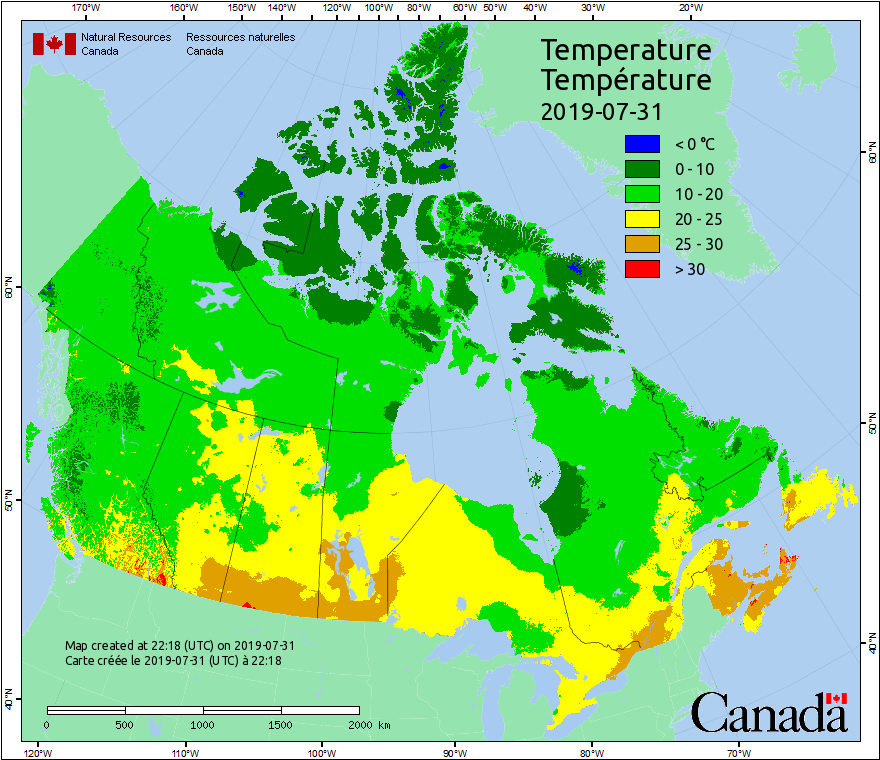 170°W 160°W 150°W 140°W 130°W 120°W 110°W 100°W 90°W 80°W 70°W 60°W 50°W 40°W 30°W 20°W
Natural Resources Canada
Ressources naturelles Canada
Temperature
Température
2019-07-31
< 0 °C
0 - 10
10 - 20
20 - 25
25 - 30
> 30
60°N
60°N
50°N
50°N
40°N
40°N
Map created at 22:18 (UTC) on 2019-07-31
Carte créée le 2019-07-31 (UTC) à 22:18
0 500 1000 1500 2000 km
Canada
120°W 110°W 100°W 90°W 80°W 70°W